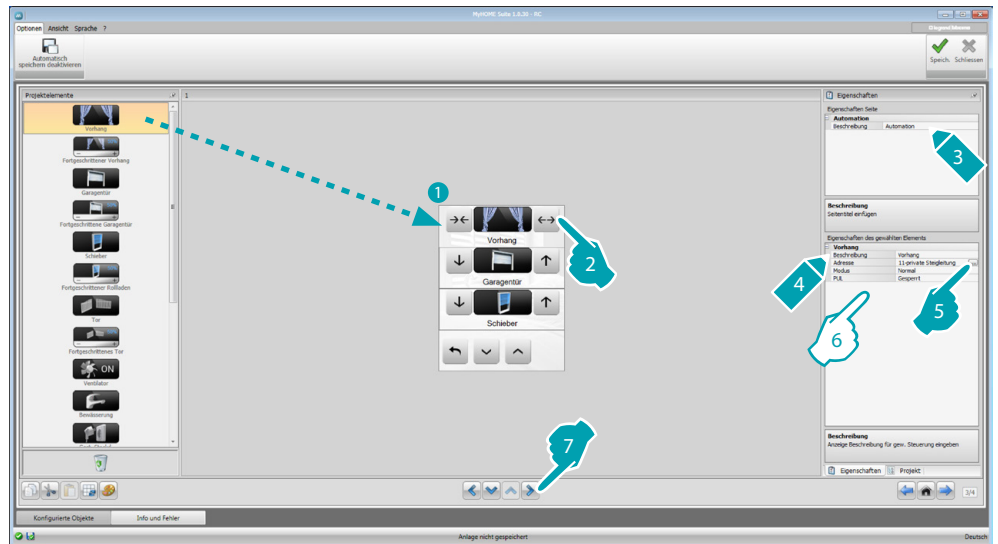 MyHOME Suite 1.0.30 - RC
Optionen Ansicht Sprache ?
Automatisch
speichern deaktivieren
Speich. Schliessen
Projektelemente
1
Eigenschaften
Vorhang
Fortgeschrittener Vorhang
Garagentür
Fortgeschrittene Garagentür
Schieber
Fortgeschrittener Rollladen
Tor
Fortgeschrittenes Tor
ON
Ventilator
Bewässerung
1
Vorhang
Garagentür
Schieber
2
7
Eigenschaften Seite
Automation
Beschreibung Automation
3
Beschreibung
Seitentitel einfügen
Eigenschaften des gewählten Elements
Vorhang
Beschreibung Vorhang
Adresse 11-private Steigleitung
Modus Normal
PUL Gesperrt
4
5
6
Beschreibung
Anzeige Beschreibung für gew. Steuerung eingeben
Eigenschaften Projekt
3/4
Konfigurierte Objekte Info und Fehler
Anlage nicht gespeichert
Deutsch